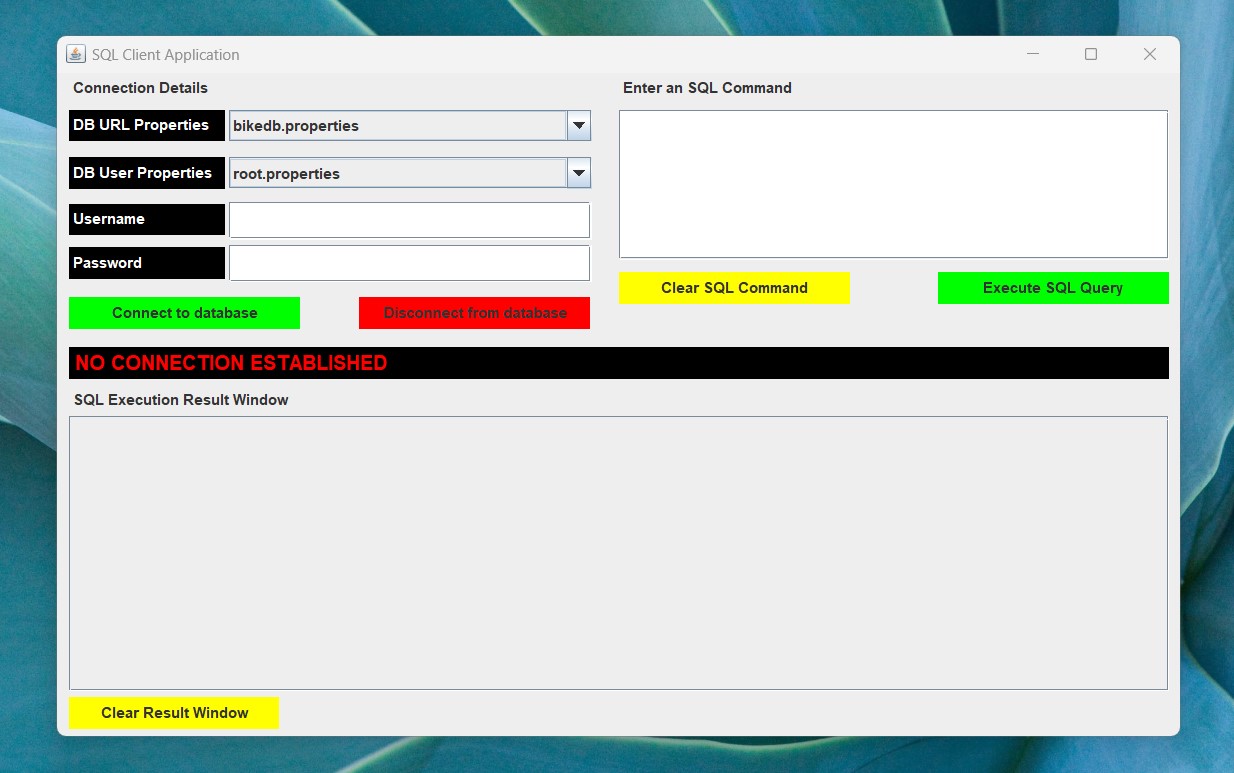 SQL Client Application
Connection Details
DB URL Properties
bikedb.properties
DB User Properties
root.properties
Username
Password
Connect to database
Disconnect from database
Enter an SQL Command
Clear SQL Command
Execute SQL Query
NO CONNECTION ESTABLISHED
SQL Execution Result Window
Clear Result Window